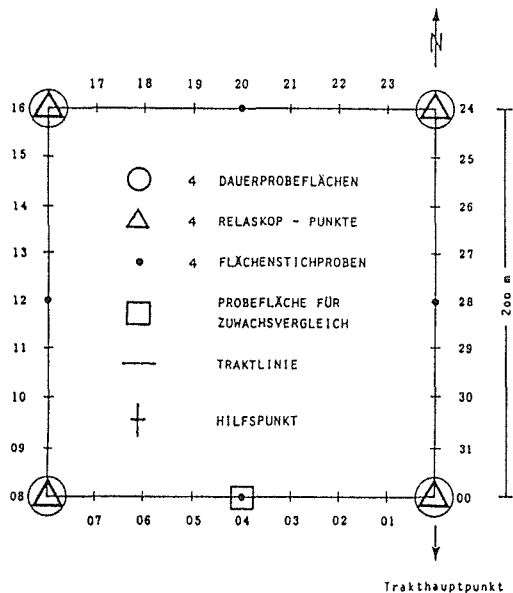 N
17 18 19 20 21 22 23
16
24
15
25
4 DAUERPROBEFLÄCHEN
14
26
4 RELASKOP - PUNKTE
13
27
4 FLÄCHENSTICHPROBEN
12
28
PROBEFLÄCHE FÜR
ZUWACHSVERGLEICH
200 m
11
29
TRAKTLINIE
10
30
HILFSPUNKT
09
31
08
00
07 06 05 04 03 02 01
Trakthauptpunkt